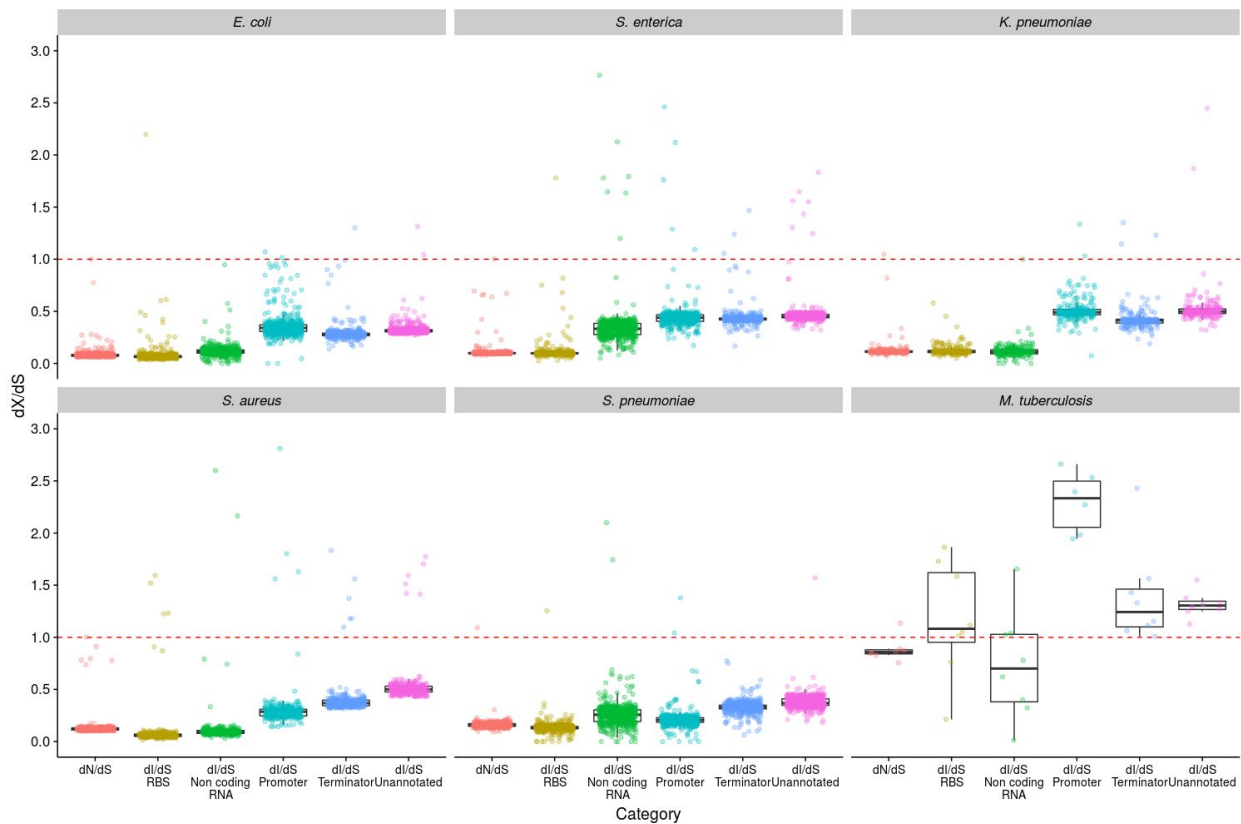 E. coli
S. enterica
K. pneumoniae
3.0
2.5
2.0
1.5
1.0
0.5
0.0
S. aureus
S. pneumoniae
M. tuberculosis
dX/dS
3.0
2.5
2.0
1.5
1.0
0.5
0.0
dN/dS dI/dS dI/dS dI/dS dI/dS dI/dS
RBS Non coding Promoter Terminator Unannotated
RNA
dN/dS dI/dS dI/dS dI/dS dI/dS dI/dS
RBS Non coding Promoter Terminator Unannotated
RNA
dN/dS dI/dS dI/dS dI/dS dI/dS dI/dS
RBS Non coding Promoter Terminator Unannotated
RNA
Category